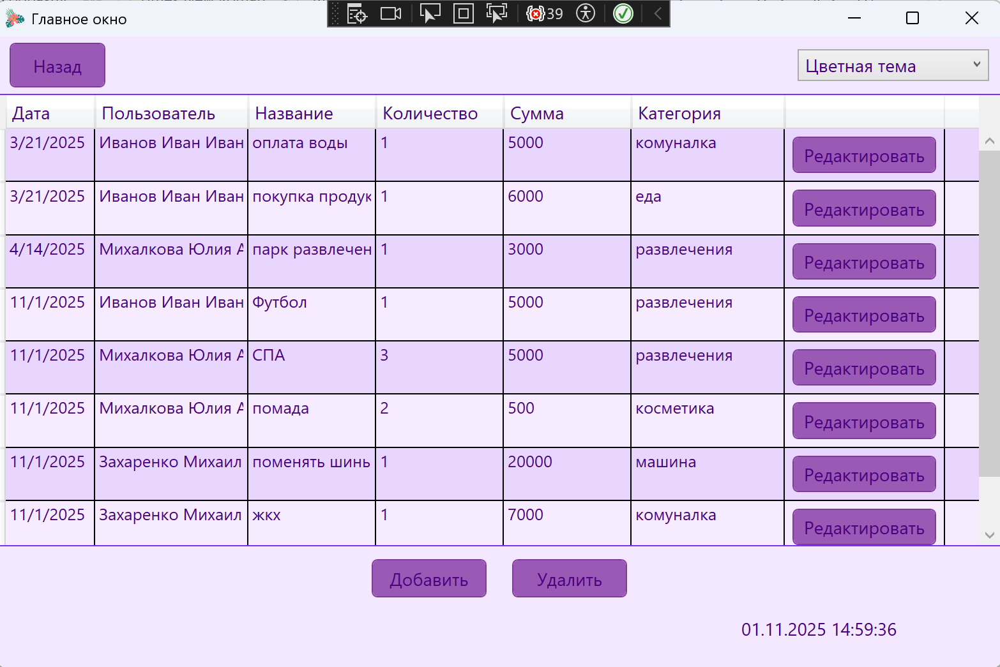 Главное окно
39
Назад
Цветная тема
Дата Пользователь Название Количество Сумма Категория
3/21/2025 Иванов Иван Иван оплата воды 1 5000 комуналка Редактировать
3/21/2025 Иванов Иван Иван покупка продук 1 6000 еда Редактировать
4/14/2025 Михалкова Юлия А парк развлечен 1 3000 развлечения Редактировать
11/1/2025 Иванов Иван Иван Футбол 1 5000 развлечения Редактировать
11/1/2025 Михалкова Юлия А СПА 3 5000 развлечения Редактировать
11/1/2025 Михалкова Юлия А помада 2 500 косметика Редактировать
11/1/2025 Захаренко Михаил поменять шины 1 20000 машина Редактировать
11/1/2025 Захаренко Михаил жкх 1 7000 комуналка Редактировать
Добавить Удалить
01.11.2025 14:59:36